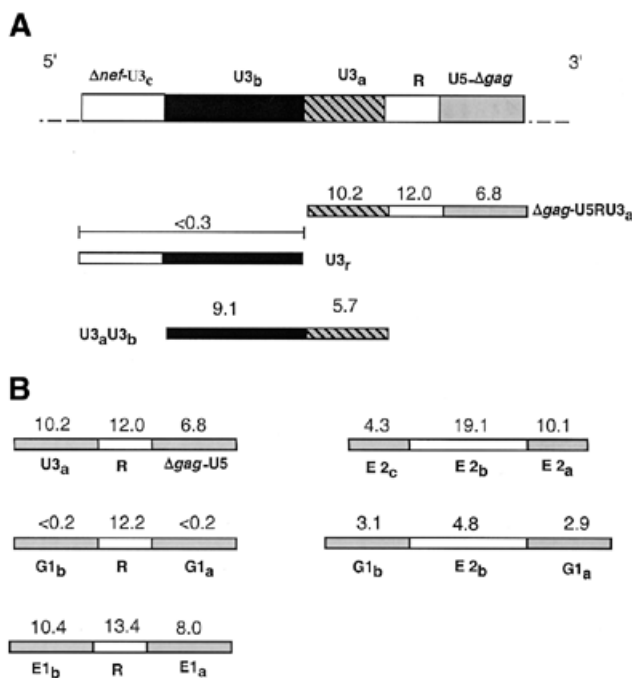 A
5' 3'
Δnef-U3c U3b U3a R U5-Δgag
10.2 12.0 6.8
Δgag-U5RU3a
<0.3
U3r
9.1 5.7
U3aU3b
B
10.2 12.0 6.8
U3a R Δgag-U5
4.3 19.1 10.1
E 2c E 2b E 2a
<0.2 12.2 <0.2
G1b R G1a
3.1 4.8 2.9
G1b E 2b G1a
10.4 13.4 8.0
E1b R E1a